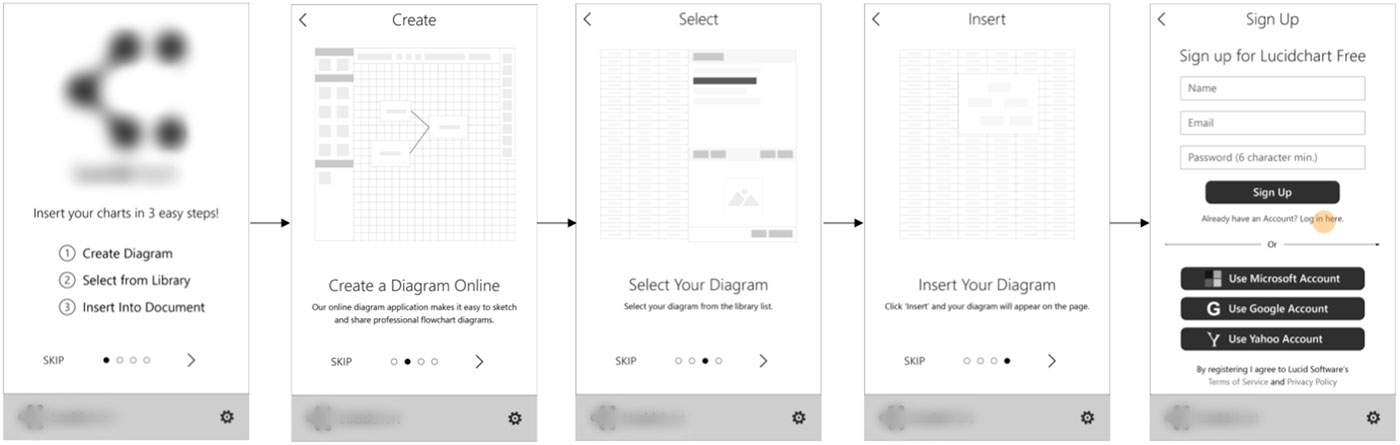 Insert your charts in 3 easy steps!
1 Create Diagram
2 Select from Library
3 Insert Into Document
SKIP
Create
Create a Diagram Online
Our online diagram application makes it easy to sketch
and share professional flowchart diagrams.
SKIP
Select
Select Your Diagram
Select your diagram from the library list.
SKIP
Insert
Insert Your Diagram
Click 'Insert' and your diagram will appear on the page.
SKIP
Sign Up
Sign up for Lucidchart Free
Name
Email
Password (6 character min.)
Sign Up
Already have an Account? Log in here.
Or
Use Microsoft Account
G Use Google Account
Y Use Yahoo Account
By registering I agree to Lucid Software's
Terms of Service and Privacy Policy